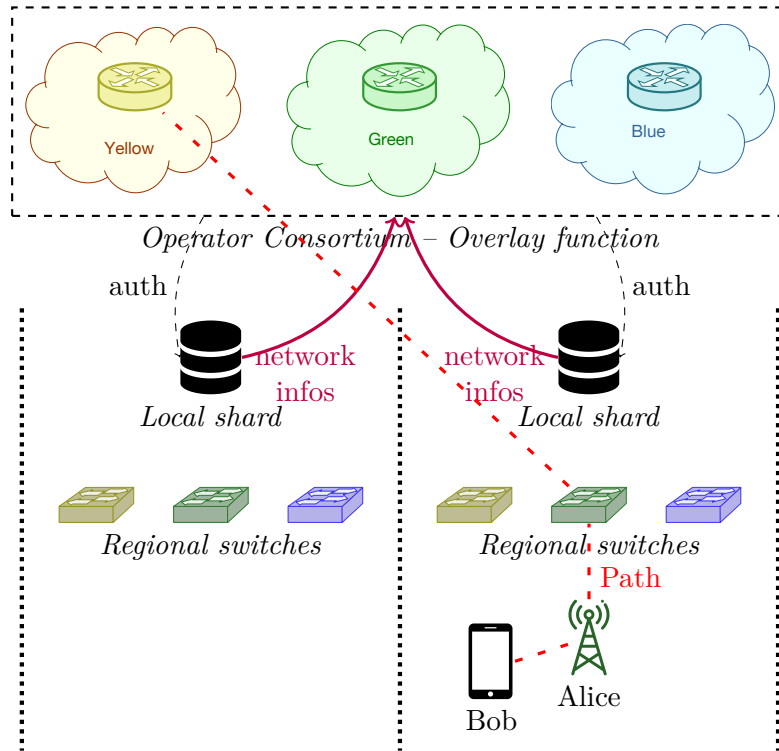 Yellow
Green
Blue
Operator Consortium – Overlay function
auth
auth
network
infos
network
infos
Local shard
Local shard
Regional switches
Regional switches
Path
Alice
Bob